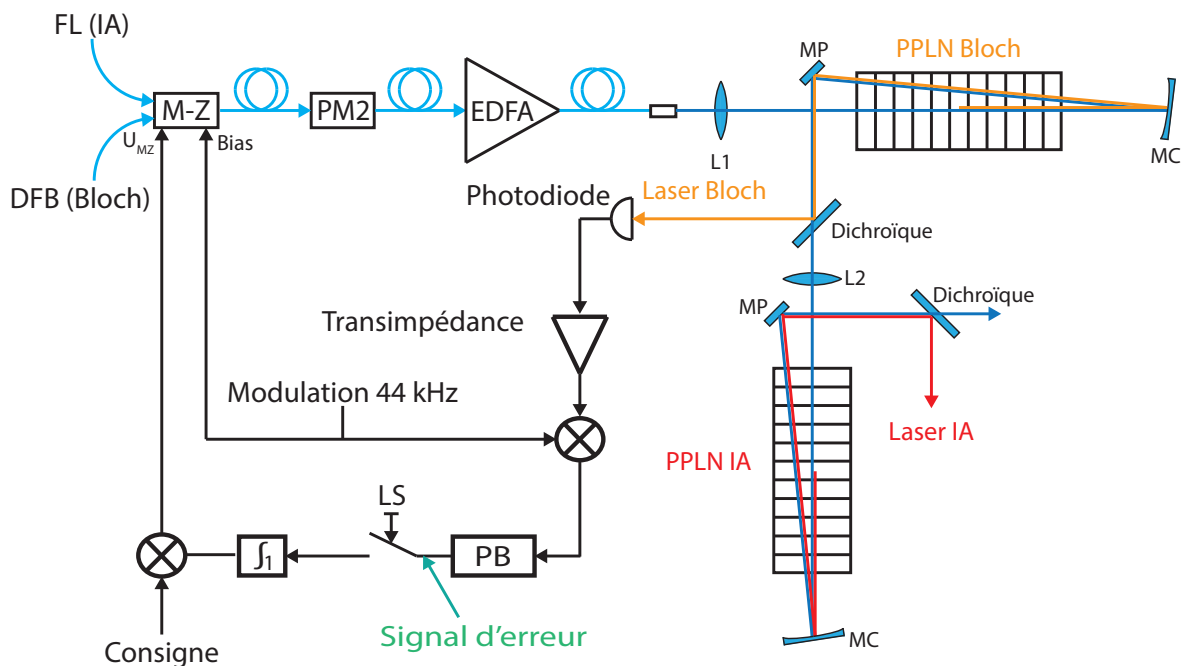 FL (IA)
M-Z
PM2
EDFA
MP
PPLN Bloch
U_MZ
Bias
L1
MC
DFB (Bloch)
Photodiode
Laser Bloch
Dichroïque
L2
MP
Dichroïque
Transimpédance
Modulation 44 kHz
Laser IA
PPLN IA
LS
∫1
PB
Signal d'erreur
MC
Consigne